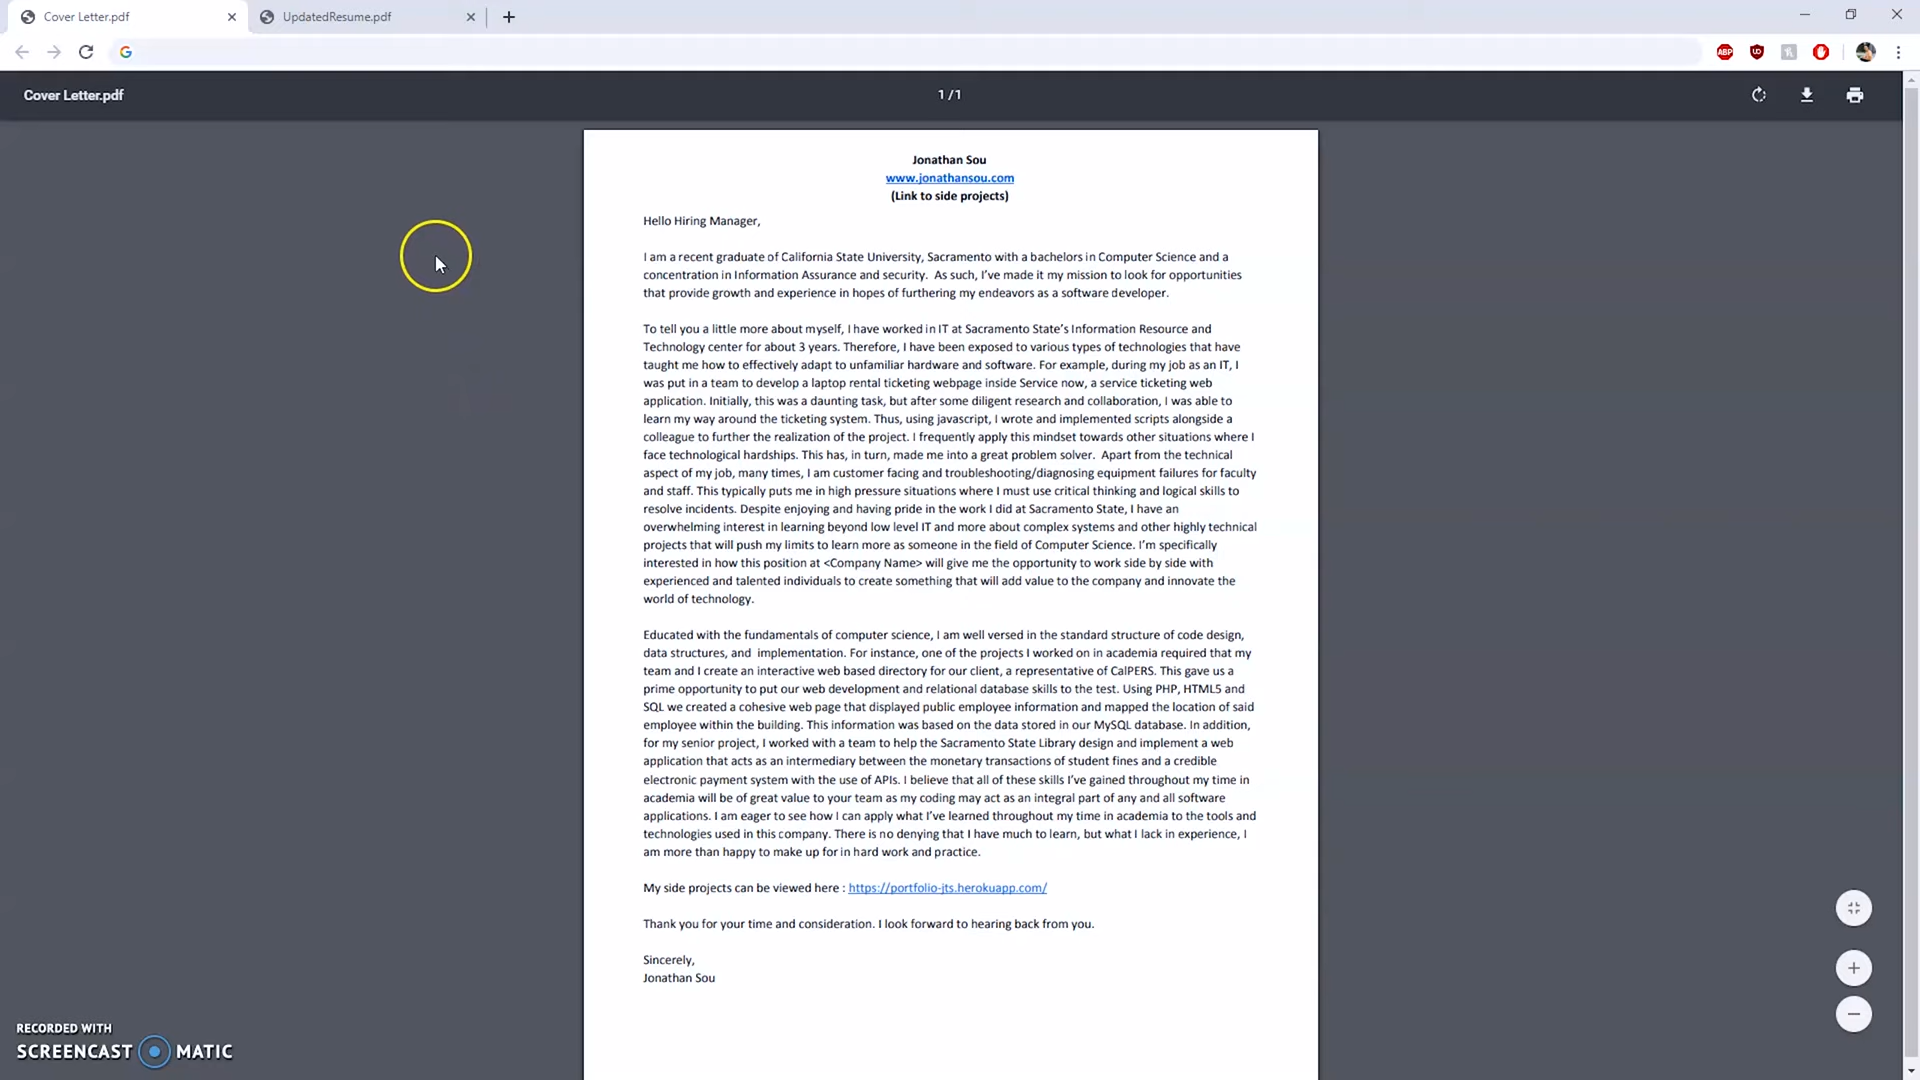 Cover Letter.pdf
UpdatedResume.pdf
Cover Letter.pdf
1 / 1
Jonathan Sou
www.jonathansou.com
(Link to side projects)
Hello Hiring Manager,
I am a recent graduate of California State University, Sacramento with a bachelors in Computer Science and a
concentration in Information Assurance and security.  As such, I've made it my mission to look for opportunities
that provide growth and experience in hopes of furthering my endeavors as a software developer.
To tell you a little more about myself, I have worked in IT at Sacramento State's Information Resource and
Technology center for about 3 years. Therefore, I have been exposed to various types of technologies that have
taught me how to effectively adapt to unfamiliar hardware and software. For example, during my job as an IT, I
was put in a team to develop a laptop rental ticketing webpage inside Service now, a service ticketing web
application. Initially, this was a daunting task, but after some diligent research and collaboration, I was able to
learn my way around the ticketing system. Thus, using javascript, I wrote and implemented scripts alongside a
colleague to further the realization of the project. I frequently apply this mindset towards other situations where I
face technological hardships. This has, in turn, made me into a great problem solver.  Apart from the technical
aspect of my job, many times, I am customer facing and troubleshooting/diagnosing equipment failures for faculty
and staff. This typically puts me in high pressure situations where I must use critical thinking and logical skills to
resolve incidents. Despite enjoying and having pride in the work I did at Sacramento State, I have an
overwhelming interest in learning beyond low level IT and more about complex systems and other highly technical
projects that will push my limits to learn more as someone in the field of Computer Science. I'm specifically
interested in how this position at <Company Name> will give me the opportunity to work side by side with
experienced and talented individuals to create something that will add value to the company and innovate the
world of technology.
Educated with the fundamentals of computer science, I am well versed in the standard structure of code design,
data structures, and  implementation. For instance, one of the projects I worked on in academia required that my
team and I create an interactive web based directory for our client, a representative of CalPERS. This gave us a
prime opportunity to put our web development and relational database skills to the test. Using PHP, HTML5 and
SQL we created a cohesive web page that displayed public employee information and mapped the location of said
employee within the building. This information was based on the data stored in our MySQL database. In addition,
for my senior project, I worked with a team to help the Sacramento State Library design and implement a web
application that acts as an intermediary between the monetary transactions of student fines and a credible
electronic payment system with the use of APIs. I believe that all of these skills I've gained throughout my time in
academia will be of great value to your team as my coding may act as an integral part of any and all software
applications. I am eager to see how I can apply what I've learned throughout my time in academia to the tools and
technologies used in this company. There is no denying that I have much to learn, but what I lack in experience, I
am more than happy to make up for in hard work and practice.
My side projects can be viewed here : https://portfolio-jts.herokuapp.com/
Thank you for your time and consideration. I look forward to hearing back from you.
Sincerely,
Jonathan Sou
RECORDED WITH
SCREENCAST MATIC